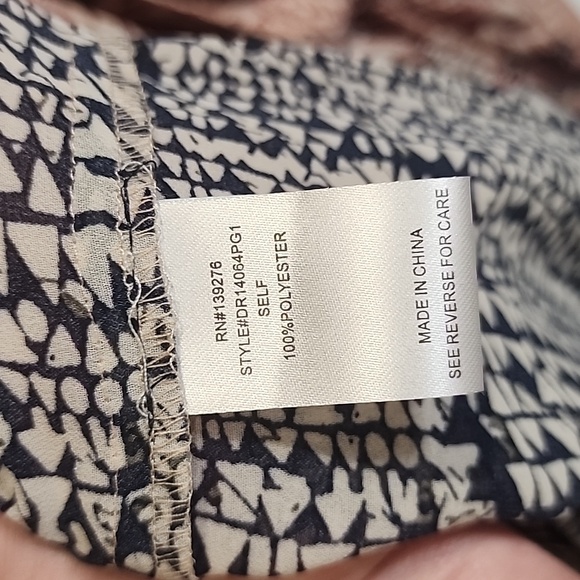 RN#139276
STYLE#DR14064PG1
SELF
100%POLYESTER
MADE IN CHINA
SEE REVERSE FOR CARE